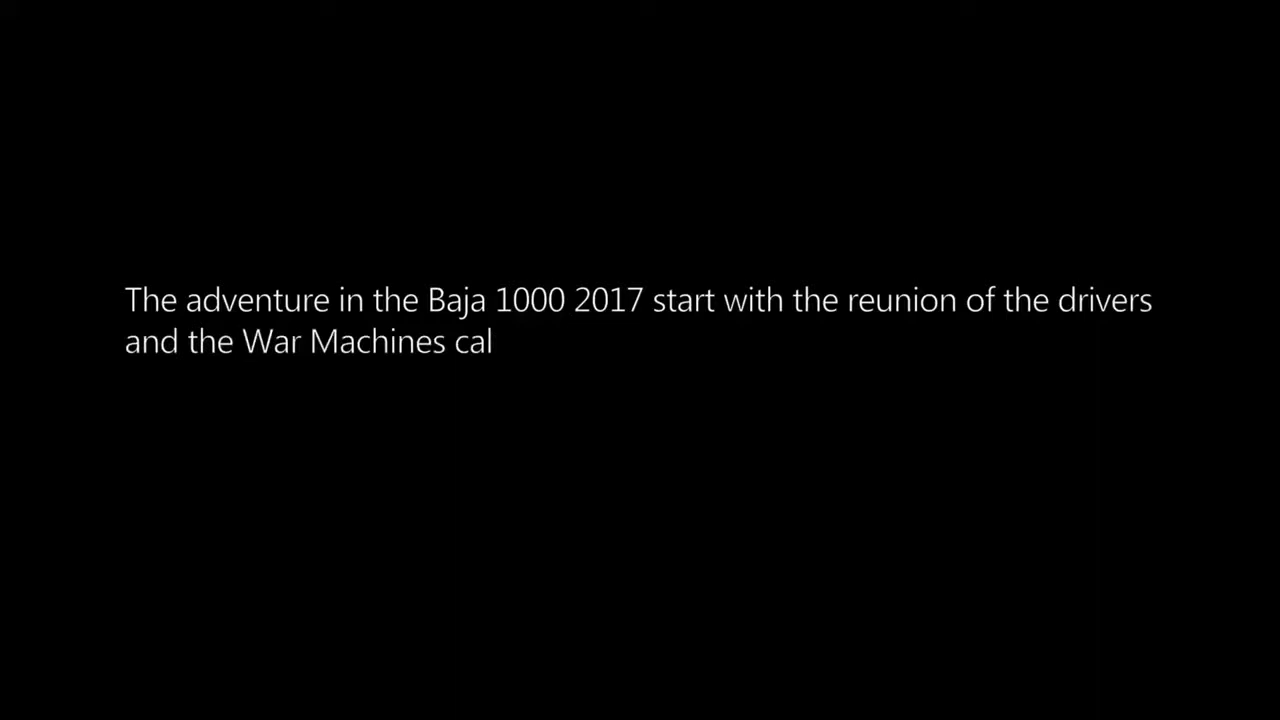 The adventure in the Baja 1000 2017 start with the reunion of the drivers
and the War Machines cal